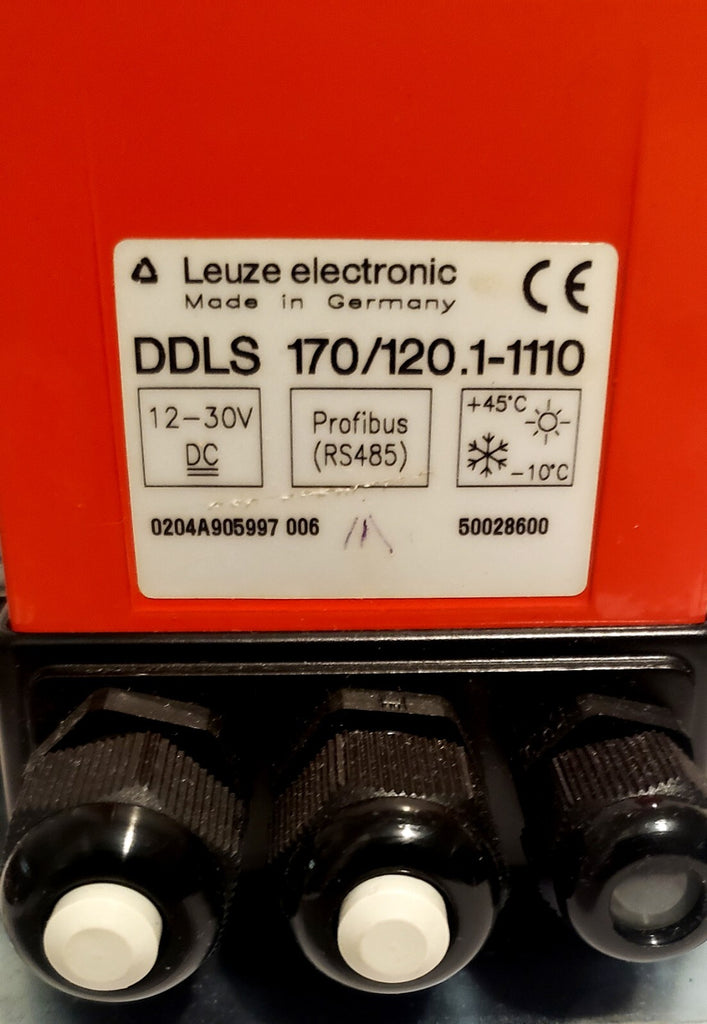 Leuze electronic
Made in Germany
CE
DDLS 170/120.1-1110
12-30V
DC
Profibus
(RS485)
+45°C
-10°C
0204A905997 006
50028600